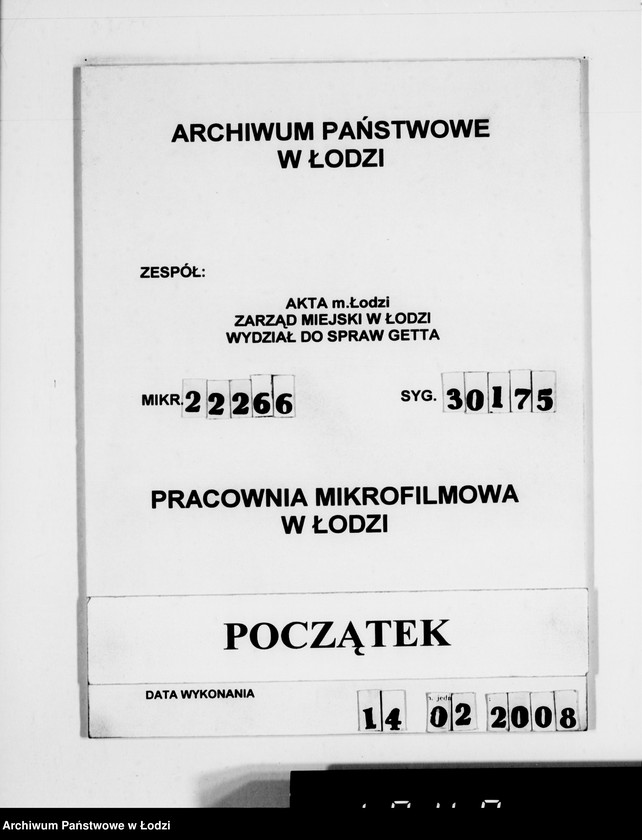 ARCHIWUM PAŃSTWOWE
W ŁODZI
ZESPÓŁ:
AKTA m.Łodzi
ZARZĄD MIEJSKI W ŁODZI
WYDZIAŁ DO SPRAW GETTA
MIKR. 22266 SYG. 30175
PRACOWNIA MIKROFILMOWA
W ŁODZI
POCZĄTEK
DATA WYKONANIA
14 02 2008
Archiwum Państwowe w Łodzi